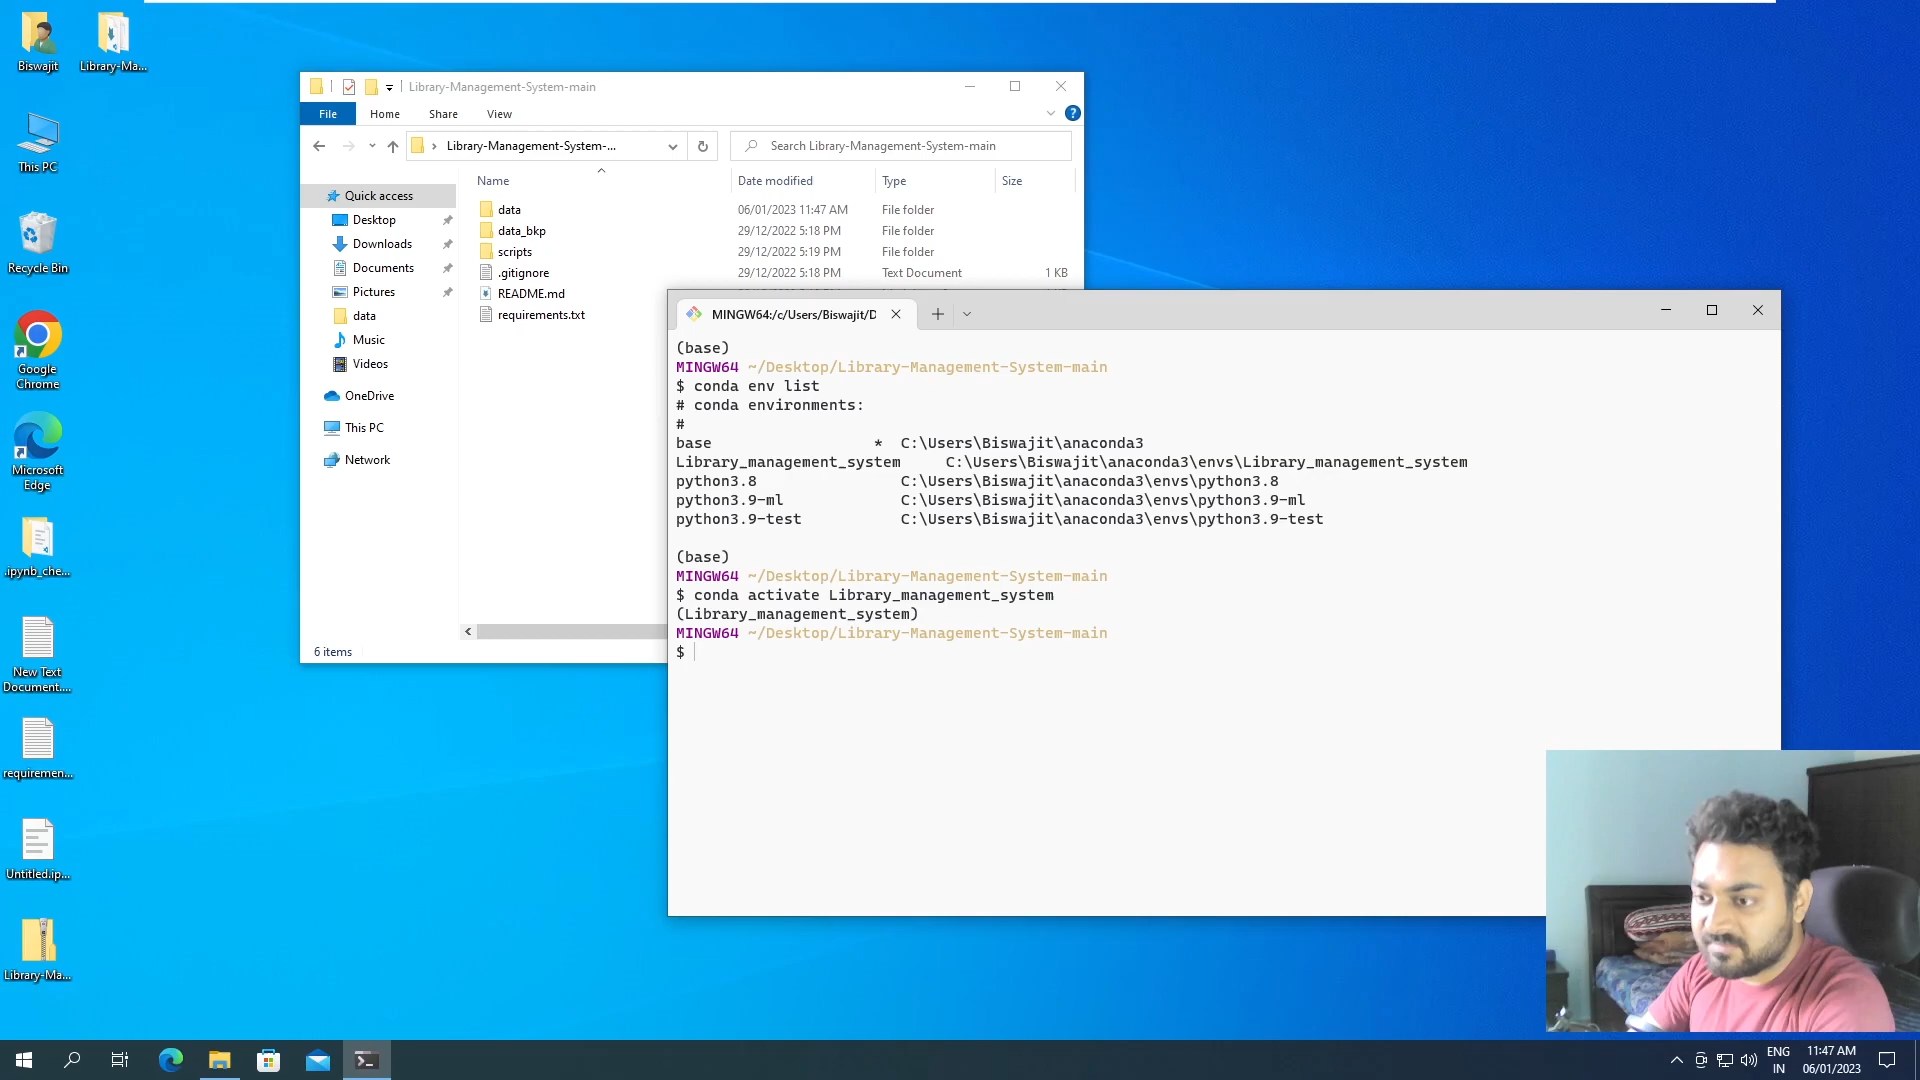 Biswajit
Library-Ma...
This PC
Recycle Bin
Google
Chrome
Microsoft
Edge
.ipynb_che...
New Text
Document....
requiremen...
Untitled.ip...
Library-Ma...
Library-Management-System-main
File
Home
Share
View
?
Library-Management-System-...
Search Library-Management-System-main
Name
Date modified
Type
Size
Quick access
Desktop
Downloads
Documents
Pictures
data
Music
Videos
OneDrive
This PC
Network
data 06/01/2023 11:47 AM File folder
data_bkp 29/12/2022 5:18 PM File folder
scripts 29/12/2022 5:19 PM File folder
.gitignore 29/12/2022 5:18 PM Text Document 1 KB
README.md
requirements.txt
6 items
MINGW64:/c/Users/Biswajit/D
(base)
MINGW64 ~/Desktop/Library-Management-System-main
$ conda env list
# conda environments:
#
base * C:\Users\Biswajit\anaconda3
Library_management_system C:\Users\Biswajit\anaconda3\envs\Library_management_system
python3.8 C:\Users\Biswajit\anaconda3\envs\python3.8
python3.9-ml C:\Users\Biswajit\anaconda3\envs\python3.9-ml
python3.9-test C:\Users\Biswajit\anaconda3\envs\python3.9-test
(base)
MINGW64 ~/Desktop/Library-Management-System-main
$ conda activate Library_management_system
(Library_management_system)
MINGW64 ~/Desktop/Library-Management-System-main
$
ENG
IN
11:47 AM
06/01/2023